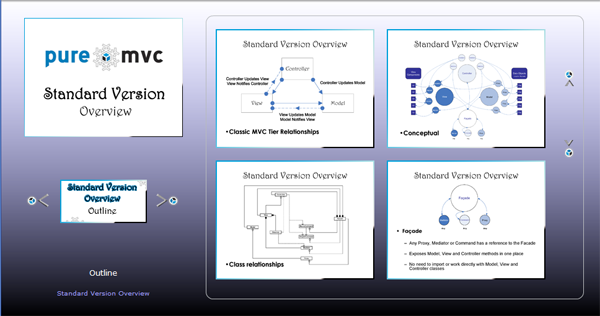 pure mvc
Standard Version
Overview
Standard Version
Overview
Outline
Outline
Standard Version Overview
Standard Version Overview
Controller
Controller Updates View
View Notifies Controller
Controller Updates Model
View
Model
View Updates Model
Model Notifies View
• Classic MVC Tier Relationships
Standard Version Overview
• Conceptual
Standard Version Overview
• Class relationships
Standard Version Overview
Façade
• Façade
– Any Proxy, Mediator or Command has a reference to the Facade
– Exposes Model, View and Controller methods in one place
– No need to import or work directly with Model, View and
Controller classes